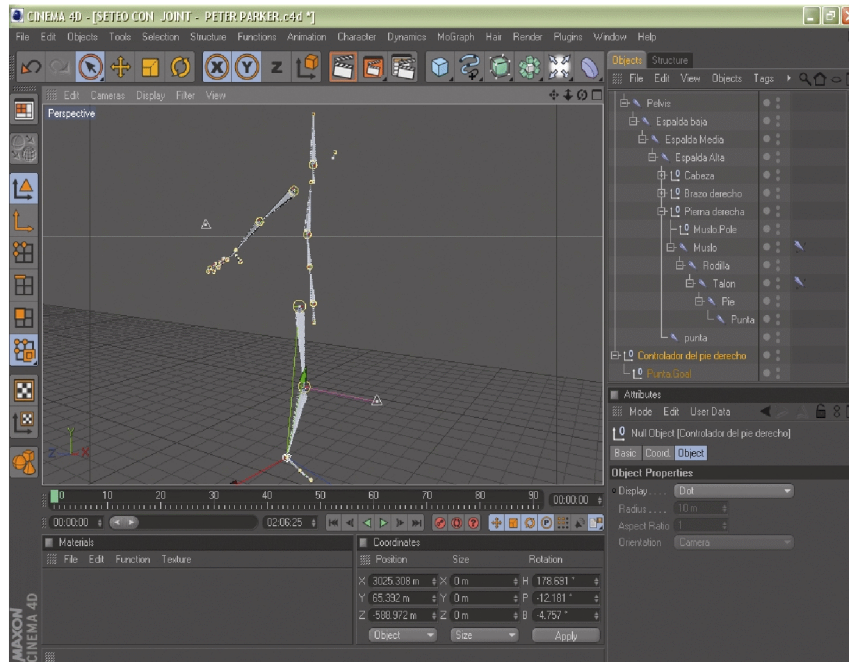 CINEMA 4D - [SETEO CON JOINT - PETER PARKER.c4d *]
File Edit Objects Tools Selection Structure Functions Animation Character Dynamics MoGraph Hair Render Plugins Window Help
Objects Structure
File Edit View Objects Tags
Edit Cameras Display Filter View
Perspective
Pelviz
Espalda baja
Espalda Media
Espalda Alta
Cabeza
Brazo derecho
Pierna derecha
Muslo Pole
Muslo
Rodilla
Talon
Pie
Punta
punta
Controlador del pie derecho
Punta Goal
Attributes
Mode Edit User Data
Null Object [Controlador del pie derecho]
Basic Coord. Object
Object Properties
Display . . . . Dot
Radius . . . . 10 m
Aspect Ratio 1
Orientation Camera
Y
Z X
0 10 20 30 40 50 60 70 80 90 00:00:00
00:00:00 02:06:25
Materials
File Edit Function Texture
Coordinates
Position Size Rotation
X 3025.308 m X 0 m H 178.691 °
Y 65.392 m Y 0 m P -12.181 °
Z -588.972 m Z 0 m B -4.757 °
Object Size Apply
MAXON
CINEMA 4D